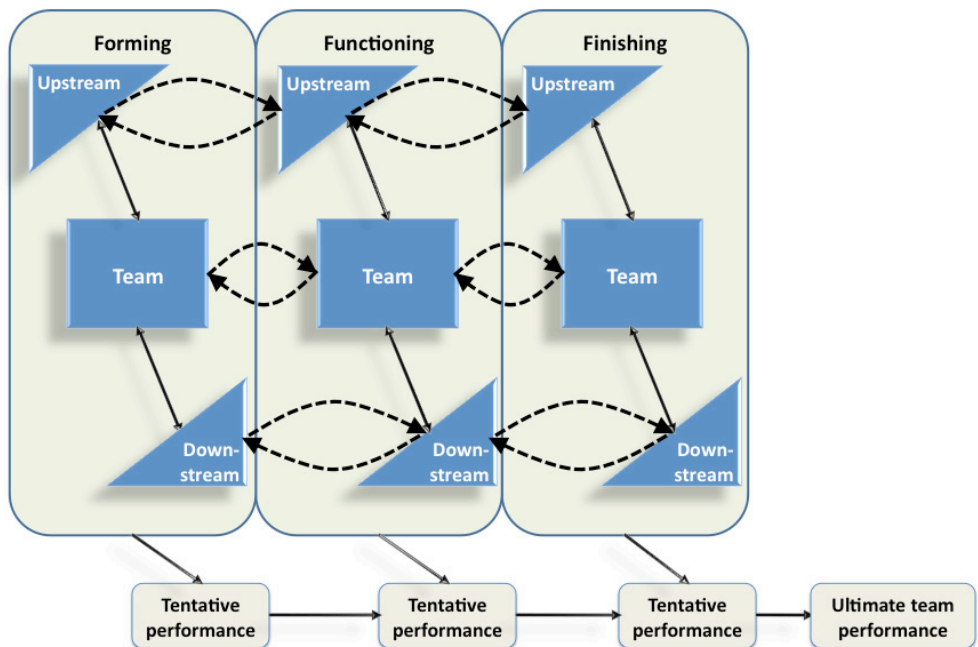 Forming
Functioning
Finishing
Upstream
Upstream
Upstream
Team
Team
Team
Down-
stream
Down-
stream
Down-
stream
Tentative
performance
Tentative
performance
Tentative
performance
Ultimate team
performance